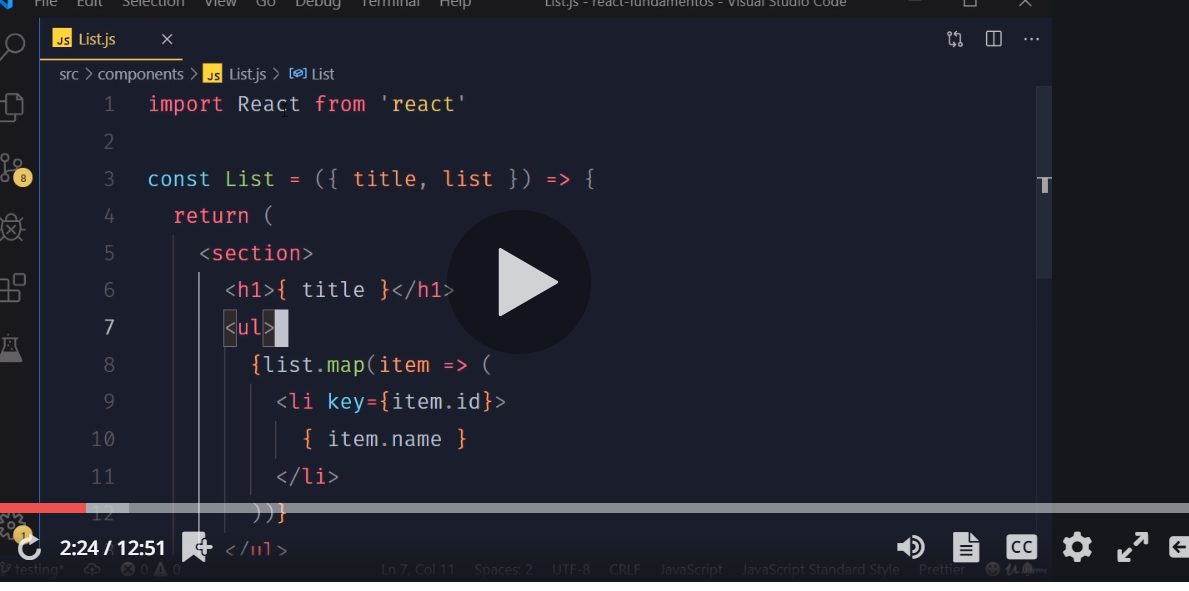 File Edit Selection View Go Debug Terminal Help List.js - react-fundamentos - Visual Studio Code
JS List.js
src > components > JS List.js > List
1 import React from 'react'
2
3 const List = ({ title, list }) => {
4 return (
5 <section>
6 <h1>{ title }</h1>
7 <ul>
8 {list.map(item => (
9 <li key={item.id}>
10 { item.name }
11 </li>
12 ))}
</ul>
8
1
2:24 / 12:51
CC
testing* 0 0 Ln 7, Col 11 Spaces: 2 UTF-8 CRLF JavaScript JavaScript Standard Style Prettier